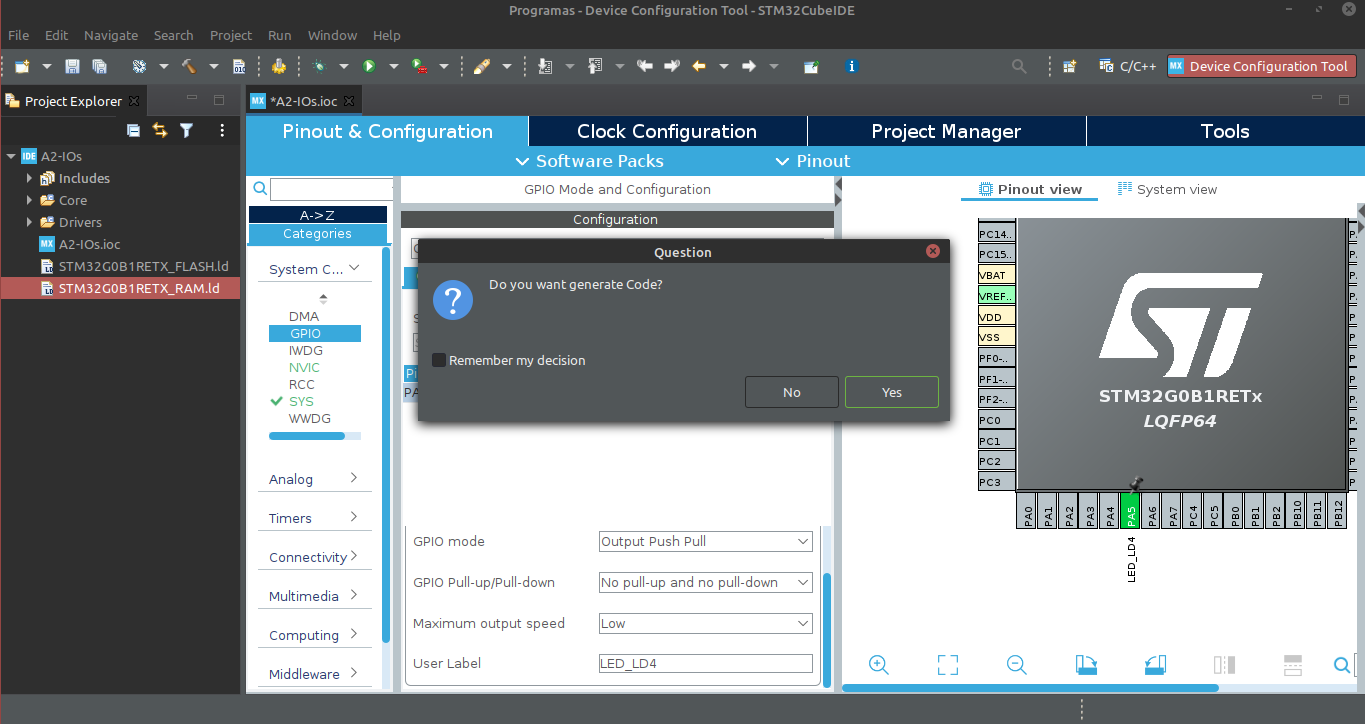 Programas - Device Configuration Tool - STM32CubeIDE
File Edit Navigate Search Project Run Window Help
C/C++
MX Device Configuration Tool
Project Explorer
MX *A2-IOs.ioc
IDE A2-IOs
Includes
Core
Drivers
MX A2-IOs.ioc
STM32G0B1RETX_FLASH.ld
STM32G0B1RETX_RAM.ld
Pinout & Configuration
Clock Configuration
Project Manager
Tools
Software Packs
Pinout
A->Z
Categories
System C...
DMA
GPIO
IWDG
NVIC
RCC
SYS
WWDG
Analog
Timers
Connectivity
Multimedia
Computing
Middleware
GPIO Mode and Configuration
Configuration
Question
Do you want generate Code?
Remember my decision
No
Yes
GPIO mode
Output Push Pull
GPIO Pull-up/Pull-down
No pull-up and no pull-down
Maximum output speed
Low
User Label
LED_LD4
Pinout view
System view
PC14..
PC15..
VBAT
VREF..
VDD
VSS
PF0-..
PF1-..
PF2-..
PC0
PC1
PC2
PC3
STM32G0B1RETx
LQFP64
PA0
PA1
PA2
PA3
PA4
PA5
PA6
PA7
PC4
PC5
PB0
PB1
PB2
PB10
PB11
PB12
LED_LD4